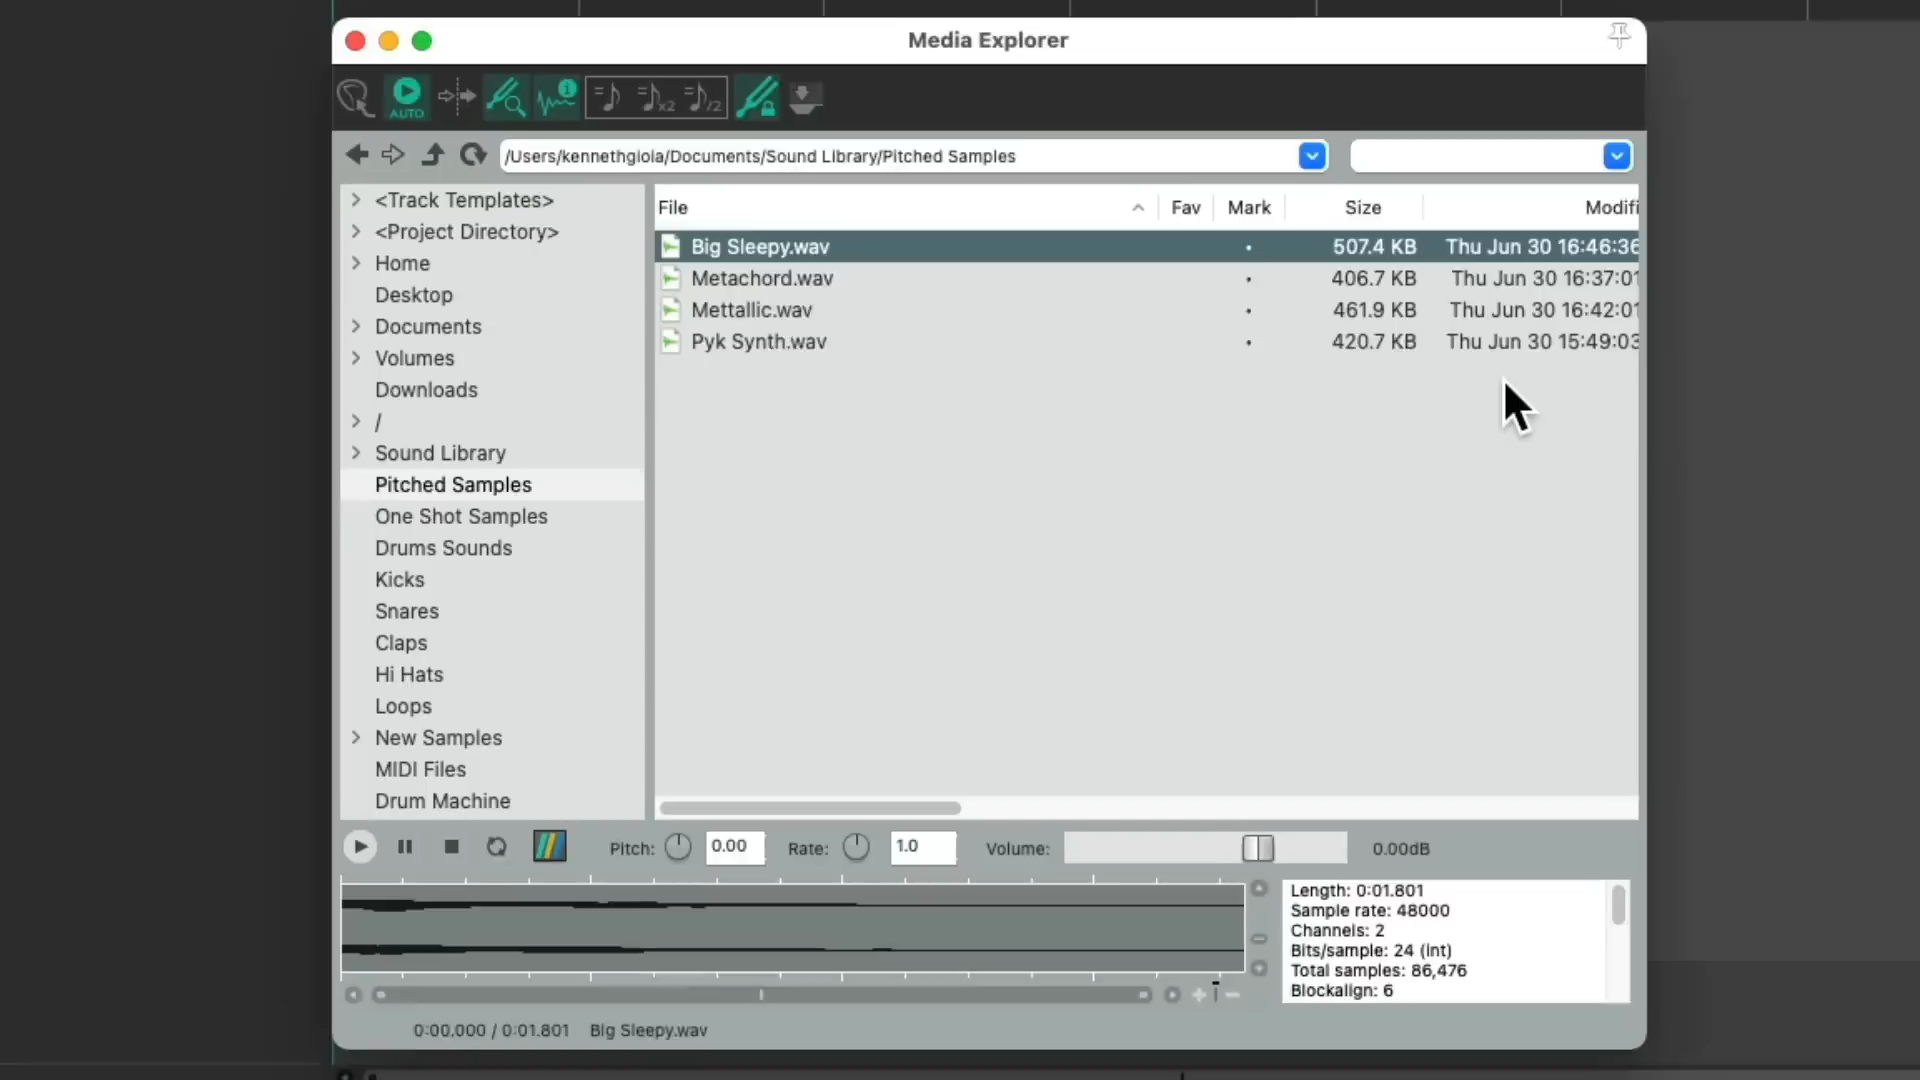 Media Explorer
AUTO
x2
/2
/Users/kennethgiola/Documents/Sound Library/Pitched Samples
<Track Templates>
<Project Directory>
Home
Desktop
Documents
Volumes
Downloads
/
Sound Library
Pitched Samples
One Shot Samples
Drums Sounds
Kicks
Snares
Claps
Hi Hats
Loops
New Samples
MIDI Files
Drum Machine
File Fav Mark Size Modifi
Big Sleepy.wav 507.4 KB Thu Jun 30 16:46:36
Metachord.wav 406.7 KB Thu Jun 30 16:37:01
Mettallic.wav 461.9 KB Thu Jun 30 16:42:01
Pyk Synth.wav 420.7 KB Thu Jun 30 15:49:03
Pitch: 0.00 Rate: 1.0 Volume: 0.00dB
Length: 0:01.801
Sample rate: 48000
Channels: 2
Bits/sample: 24 (int)
Total samples: 86,476
Blockalign: 6
0:00.000 / 0:01.801 Big Sleepy.wav